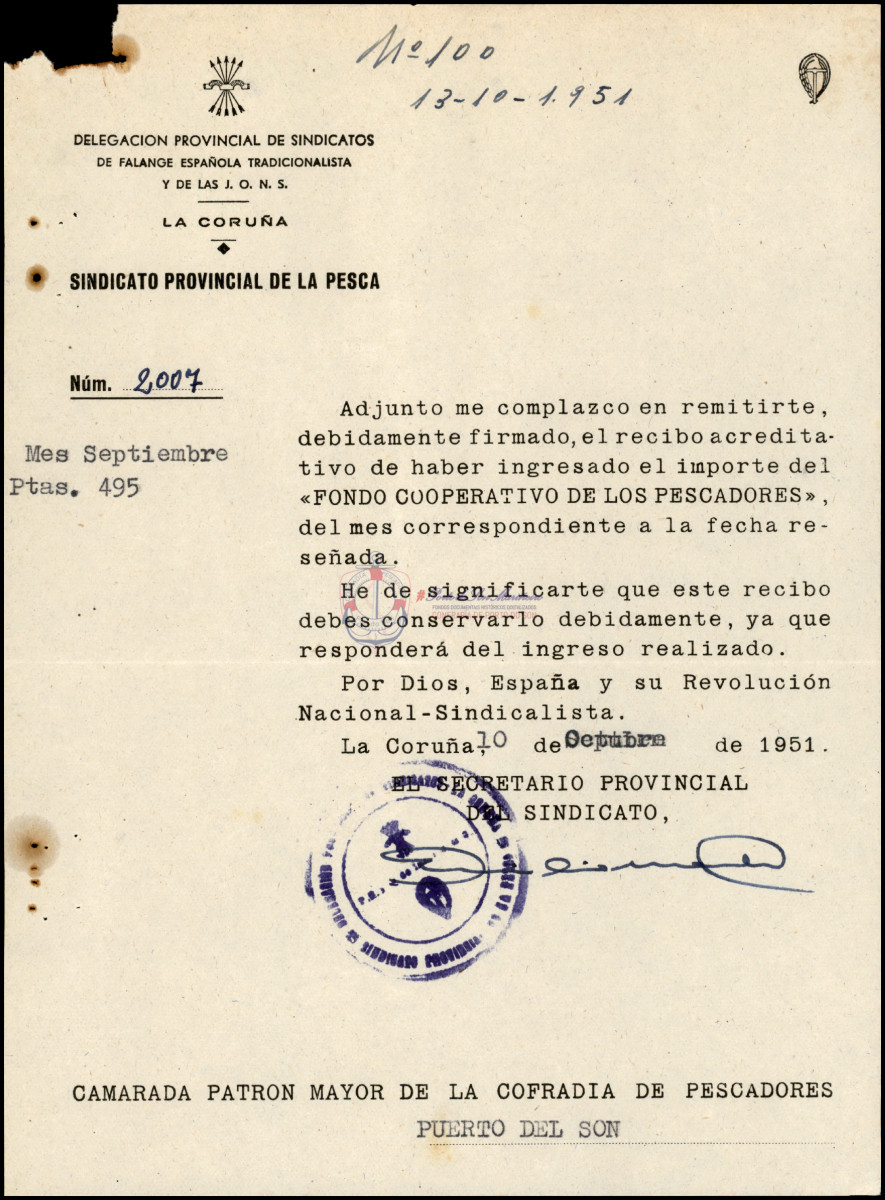 Nº 100
13-10-1.951
DELEGACION PROVINCIAL DE SINDICATOS
DE FALANGE ESPAÑOLA TRADICIONALISTA
Y DE LAS J. O. N. S.
LA CORUÑA
SINDICATO PROVINCIAL DE LA PESCA
Núm. 2007
Mes Septiembre
Ptas. 495
Adjunto me complazco en remitirte,
debidamente firmado, el recibo acredita-
tivo de haber ingresado el importe del
«FONDO COOPERATIVO DE LOS PESCADORES»,
del mes correspondiente a la fecha re-
señada.
He de significarte que este recibo
debes conservarlo debidamente, ya que
responderá del ingreso realizado.
Por Dios, España y su Revolución
Nacional-Sindicalista.
La Coruña, 10 de Octubre de 1951.
EL SECRETARIO PROVINCIAL
DEL SINDICATO,
SINDICATO PROVINCIAL
CAMARADA PATRON MAYOR DE LA COFRADIA DE PESCADORES
PUERTO DEL SON